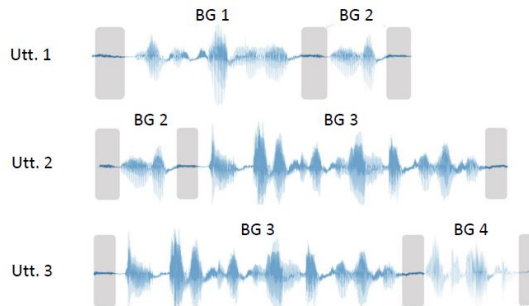 BG 1 BG 2
Utt. 1
BG 2 BG 3
Utt. 2
BG 3 BG 4
Utt. 3